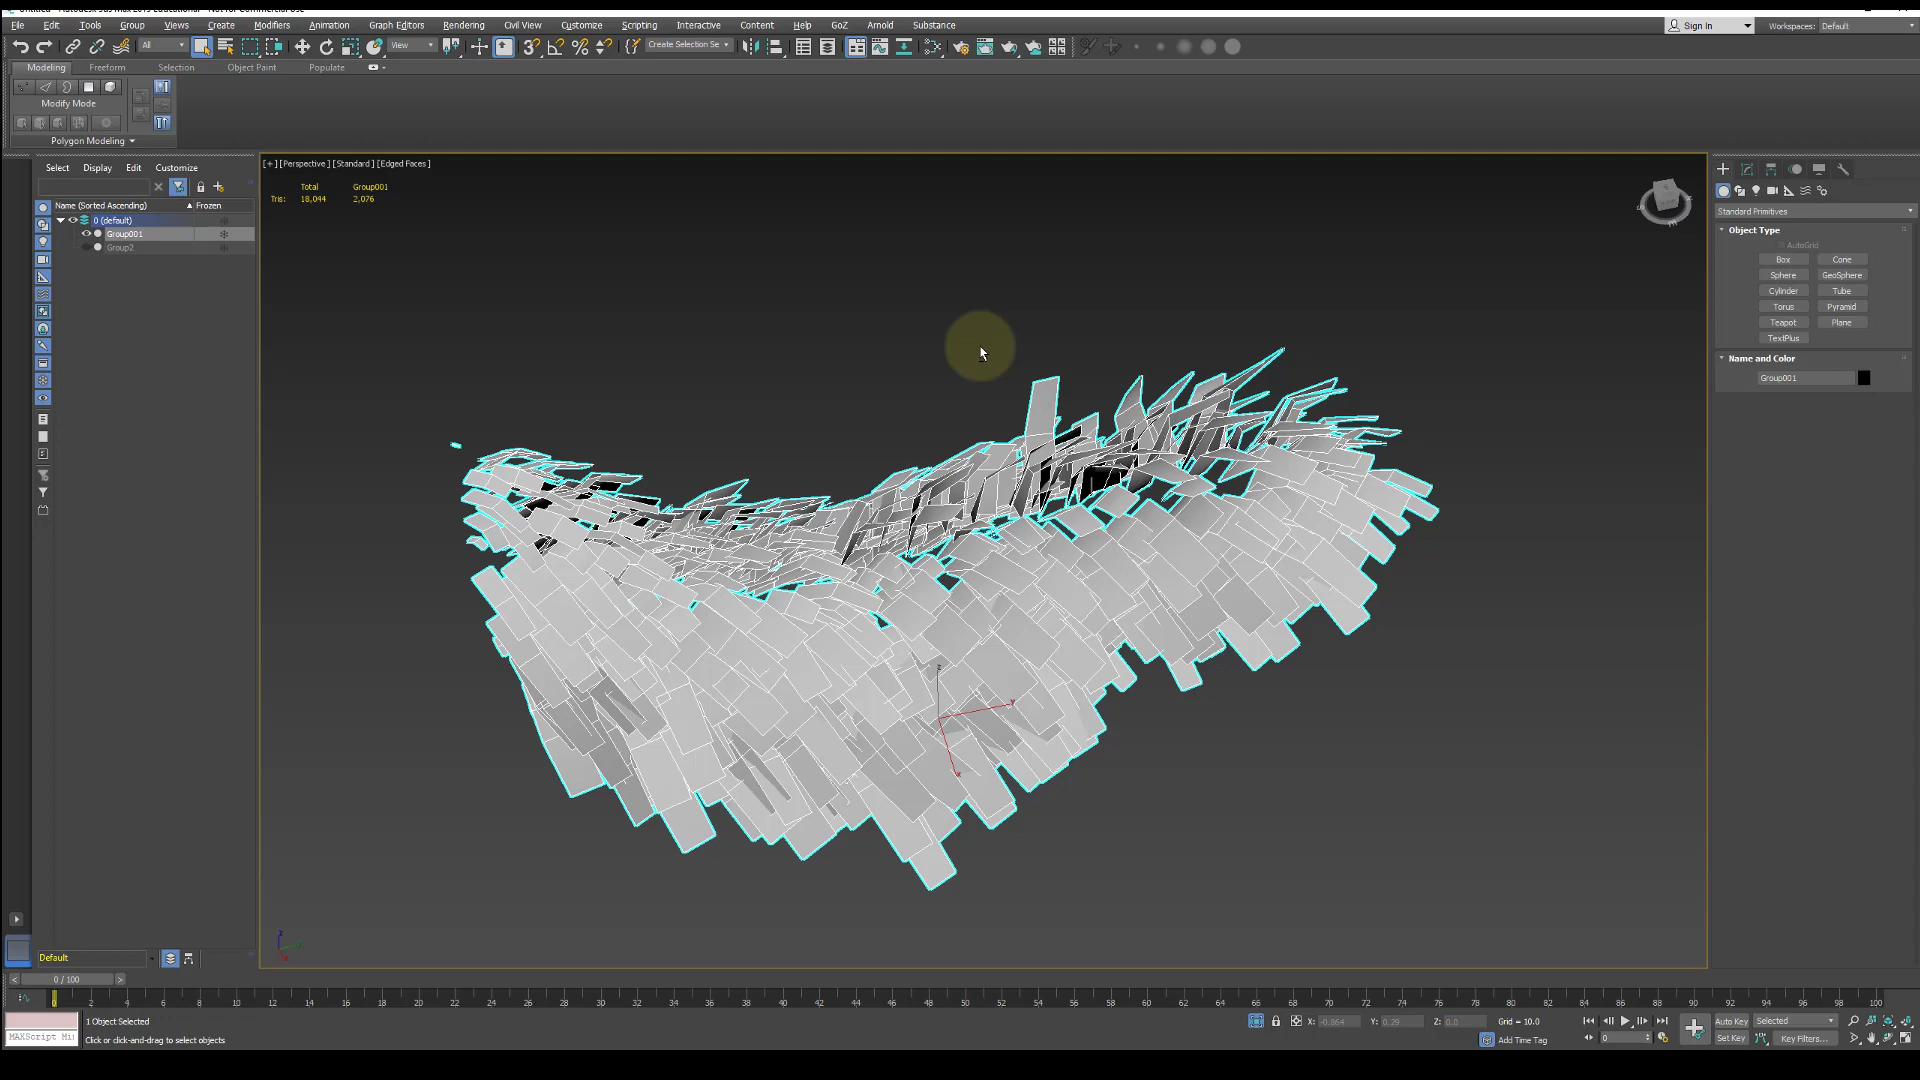 File Edit Tools Group Views Create Modifiers Animation Graph Editors Rendering Civil View Customize Scripting Interactive Content Help GoZ Arnold Substance Sign In Workspaces: Default
All View Create Selection Se
Modeling Freeform Selection Object Paint Populate
Modify Mode
Polygon Modeling
Select Display Edit Customize
Name (Sorted Ascending) Frozen
0 (default)
Group001
Group2
[+] [Perspective] [Standard] [Edged Faces]
Total Group001
Tris: 18,044 2,076
Standard Primitives
Object Type
AutoGrid
Box Cone
Sphere GeoSphere
Cylinder Tube
Torus Pyramid
Teapot Plane
TextPlus
Name and Color
Group001
Default
0 / 100
0 2 4 6 8 10 12 14 16 18 20 22 24 26 28 30 32 34 36 38 40 42 44 46 48 50 52 54 56 58 60 62 64 66 68 70 72 74 76 78 80 82 84 86 88 90 92 94 96 98 100
1 Object Selected X: -0.864 Y: 0.29 Z: 0.0 Grid = 10.0 Auto Key Selected
MAXScript Mi Click or click-and-drag to select objects Add Time Tag 0 Set Key Key Filters...